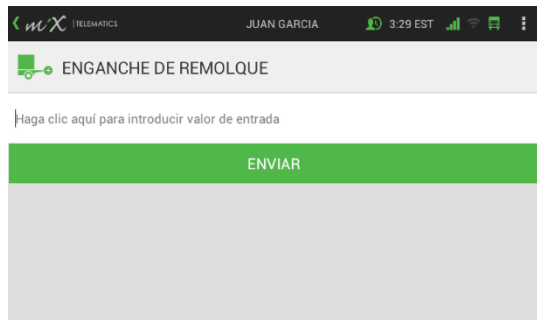 mix TELEMATICS JUAN GARCIA 3:29 EST
ENGANCHE DE REMOLQUE
Haga clic aquí para introducir valor de entrada
ENVIAR